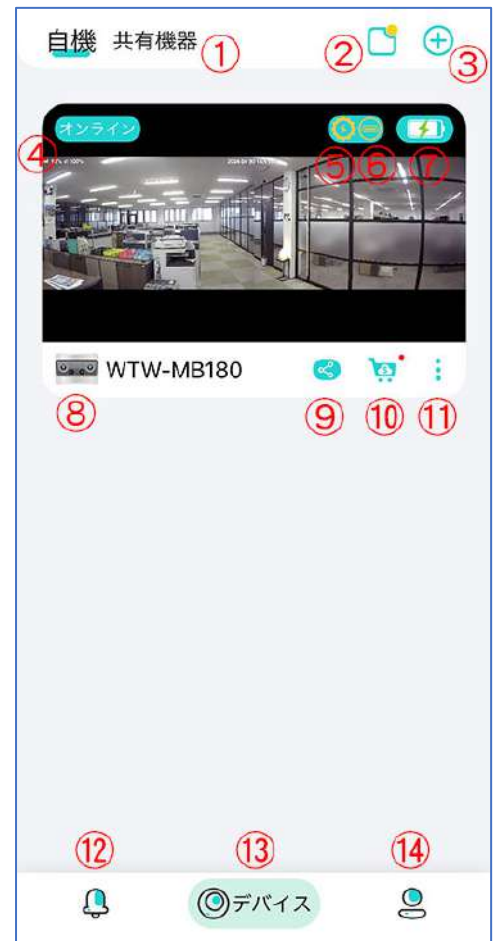 自機 共有機器 ① ② ③
④ オンライン ⑤ ⑥ ⑦
WTW-MB180
⑧ ⑨ ⑩ ⑪
⑫ ⑬ ⑭
デバイス